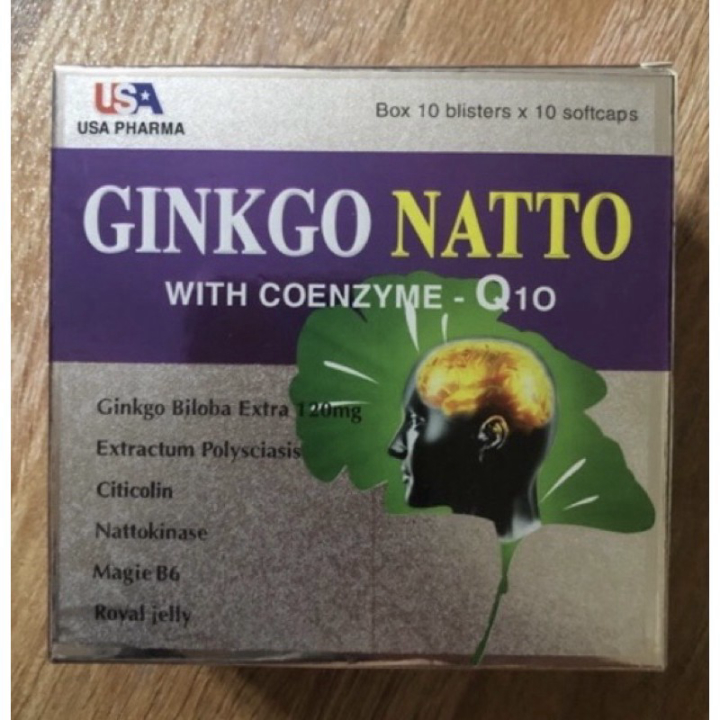 USA
USA PHARMA
Box 10 blisters x 10 softcaps
GINKGO NATTO
WITH COENZYME - Q10
Ginkgo Biloba Extra 120mg
Extractum Polysciasis
Citicolin
Nattokinase
Magie B6
Royal jelly